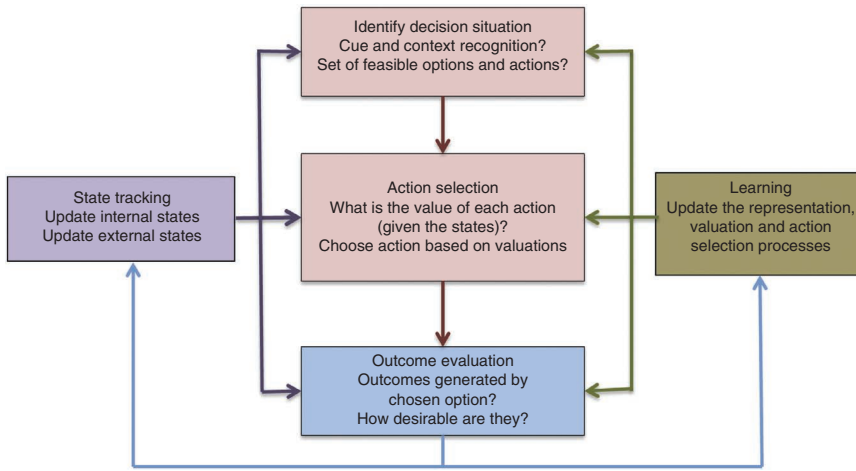 Identify decision situation
Cue and context recognition?
Set of feasible options and actions?
State tracking
Update internal states
Update external states
Action selection
What is the value of each action
(given the states)?
Choose action based on valuations
Learning
Update the representation,
valuation and action
selection processes
Outcome evaluation
Outcomes generated by
chosen option?
How desirable are they?